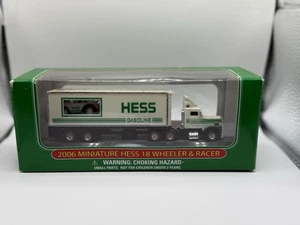 HESS
GASOLINE
2006 MINIATURE HESS 18 WHEELER & RACER
WARNING: CHOKING HAZARD-
SMALL PARTS. NOT FOR CHILDREN UNDER 3 YEARS